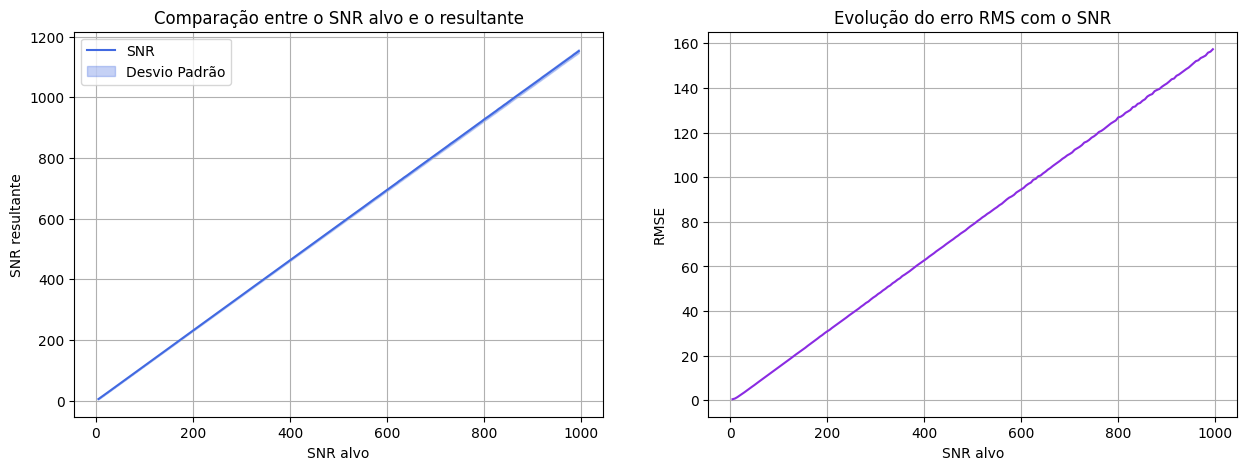 Comparação entre o SNR alvo e o resultante
SNR
Desvio Padrão
1200
1000
800
600
400
200
0
SNR resultante
0 200 400 600 800 1000
SNR alvo
Evolução do erro RMS com o SNR
160
140
120
100
80
60
40
20
0
RMSE
0 200 400 600 800 1000
SNR alvo